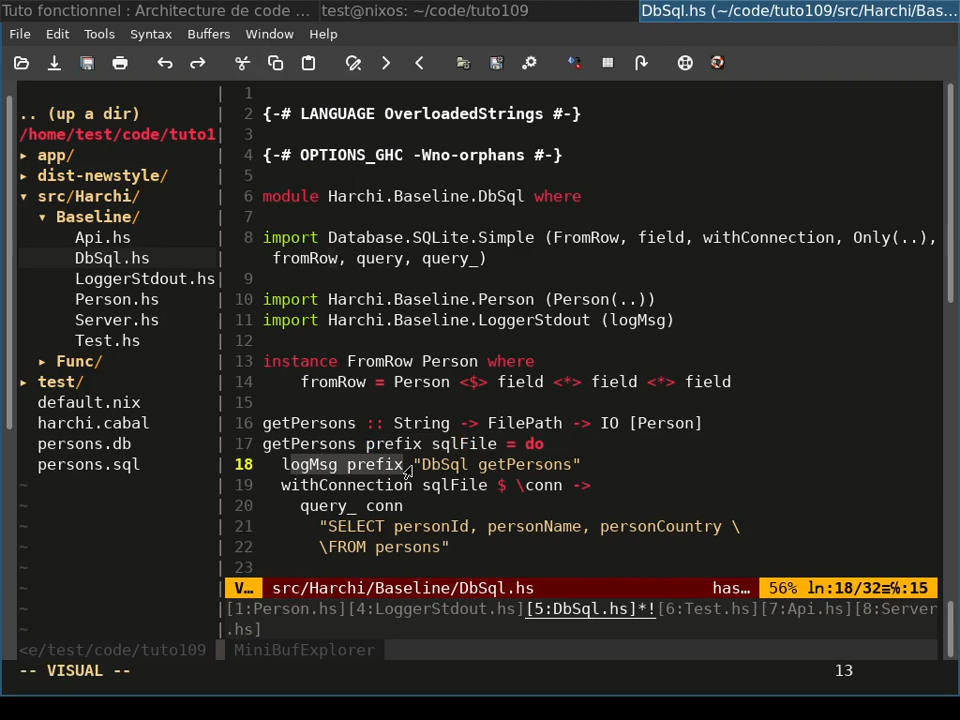 Tuto fonctionnel : Architecture de code ... test@nixos: ~/code/tuto109 DbSql.hs (~/code/tuto109/src/Harchi/Bas...
File Edit Tools Syntax Buffers Window Help
.. (up a dir)
/home/test/code/tuto1
▸ app/
▸ dist-newstyle/
▾ src/Harchi/
▾ Baseline/
Api.hs
DbSql.hs
LoggerStdout.hs
Person.hs
Server.hs
Test.hs
▸ Func/
▸ test/
default.nix
harchi.cabal
persons.db
persons.sql
~
~
~
~
~
~
~
~
<e/test/code/tuto109
1
2 {-# LANGUAGE OverloadedStrings #-}
3
4 {-# OPTIONS_GHC -Wno-orphans #-}
5
6 module Harchi.Baseline.DbSql where
7
8 import Database.SQLite.Simple (FromRow, field, withConnection, Only(..),
fromRow, query, query_)
9
10 import Harchi.Baseline.Person (Person(..))
11 import Harchi.Baseline.LoggerStdout (logMsg)
12
13 instance FromRow Person where
14 fromRow = Person <$> field <*> field <*> field
15
16 getPersons :: String -> FilePath -> IO [Person]
17 getPersons prefix sqlFile = do
18 logMsg prefix "DbSql getPersons"
19 withConnection sqlFile $ \conn ->
20 query_ conn
21 "SELECT personId, personName, personCountry \
22 \FROM persons"
23
V... src/Harchi/Baseline/DbSql.hs has... 56% ln:18/32≡%:15
[1:Person.hs][4:LoggerStdout.hs][5:DbSql.hs]*![6:Test.hs][7:Api.hs][8:Server
.hs]
MiniBufExplorer
-- VISUAL -- 13